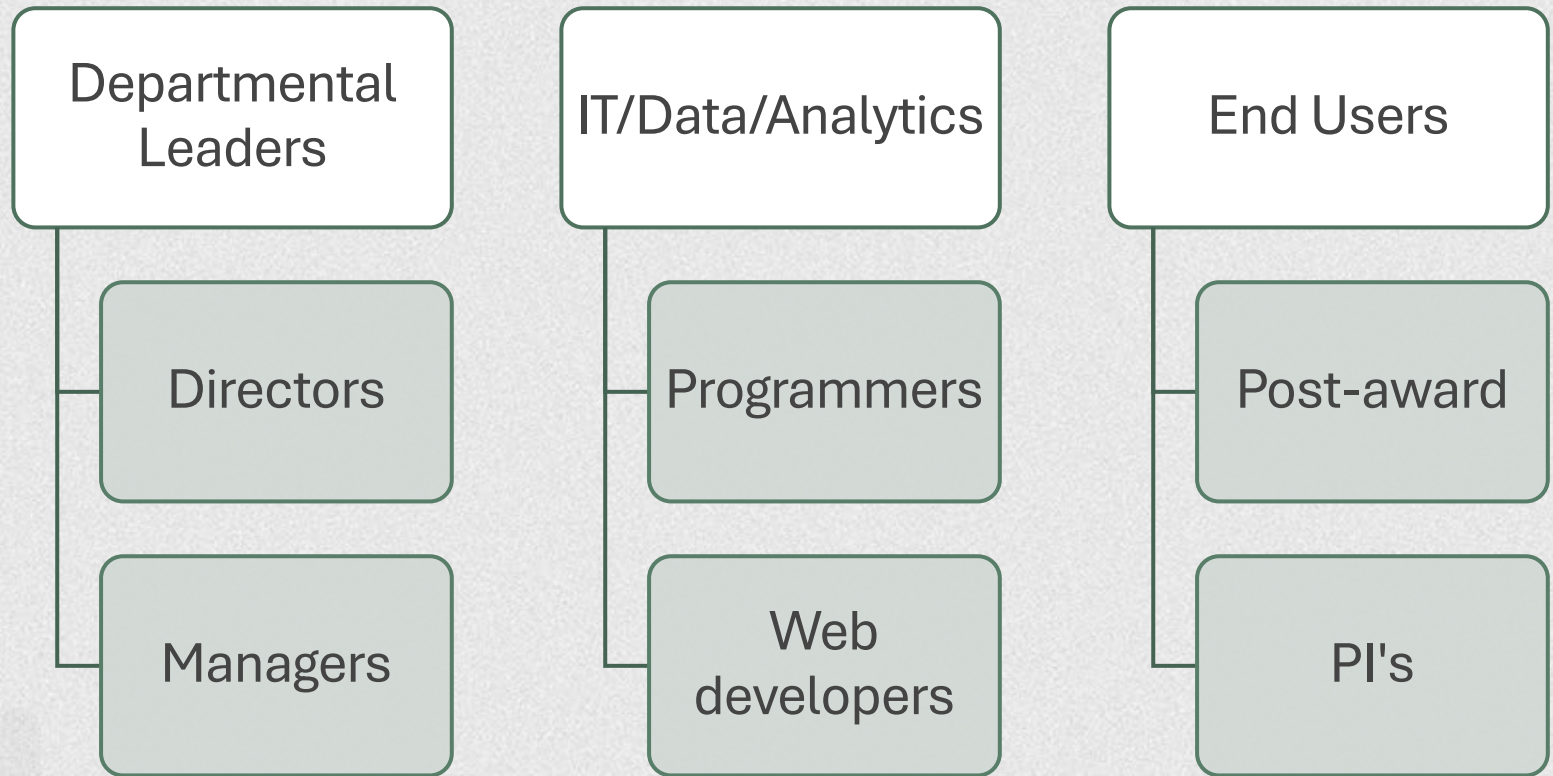 Departmental
Leaders
Directors
Managers
IT/Data/Analytics
Programmers
Web
developers
End Users
Post-award
PI's